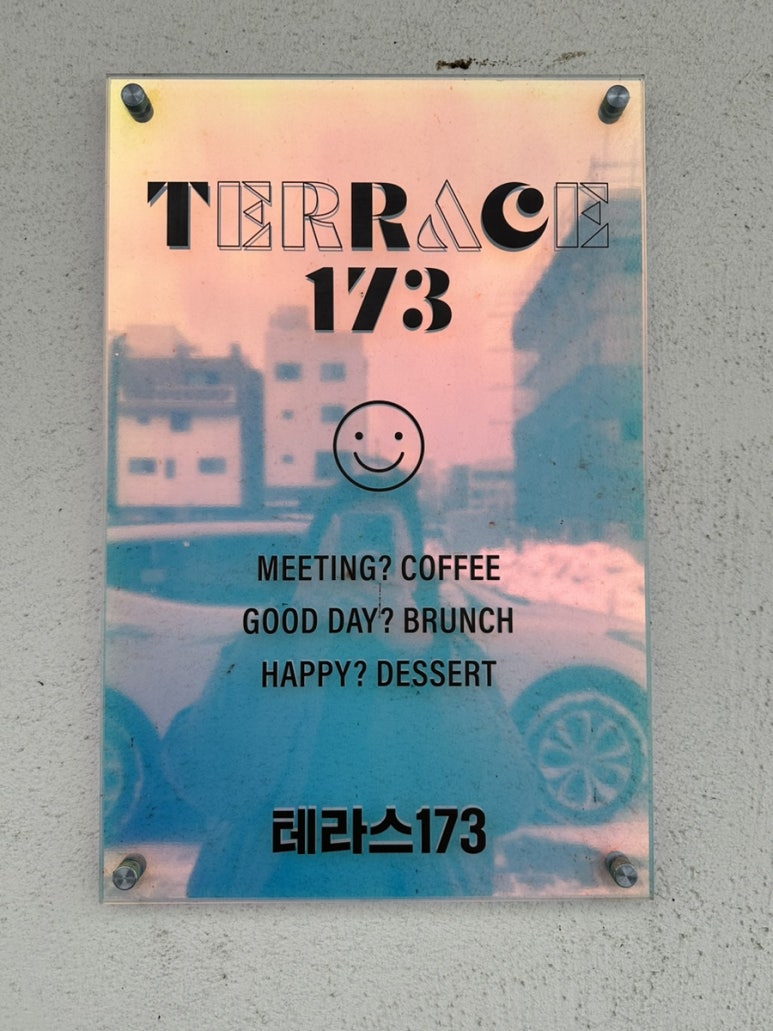 TERRACE
173
MEETING? COFFEE
GOOD DAY? BRUNCH
HAPPY? DESSERT
테라스173